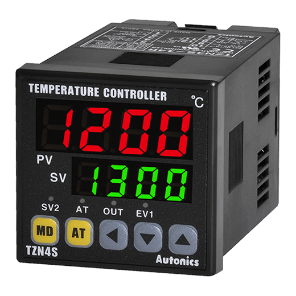 TEMPERATURE CONTROLLER
°C
1200
PV
SV 1300
SV2 AT OUT EV1
MD AT
TZN4S Autonics